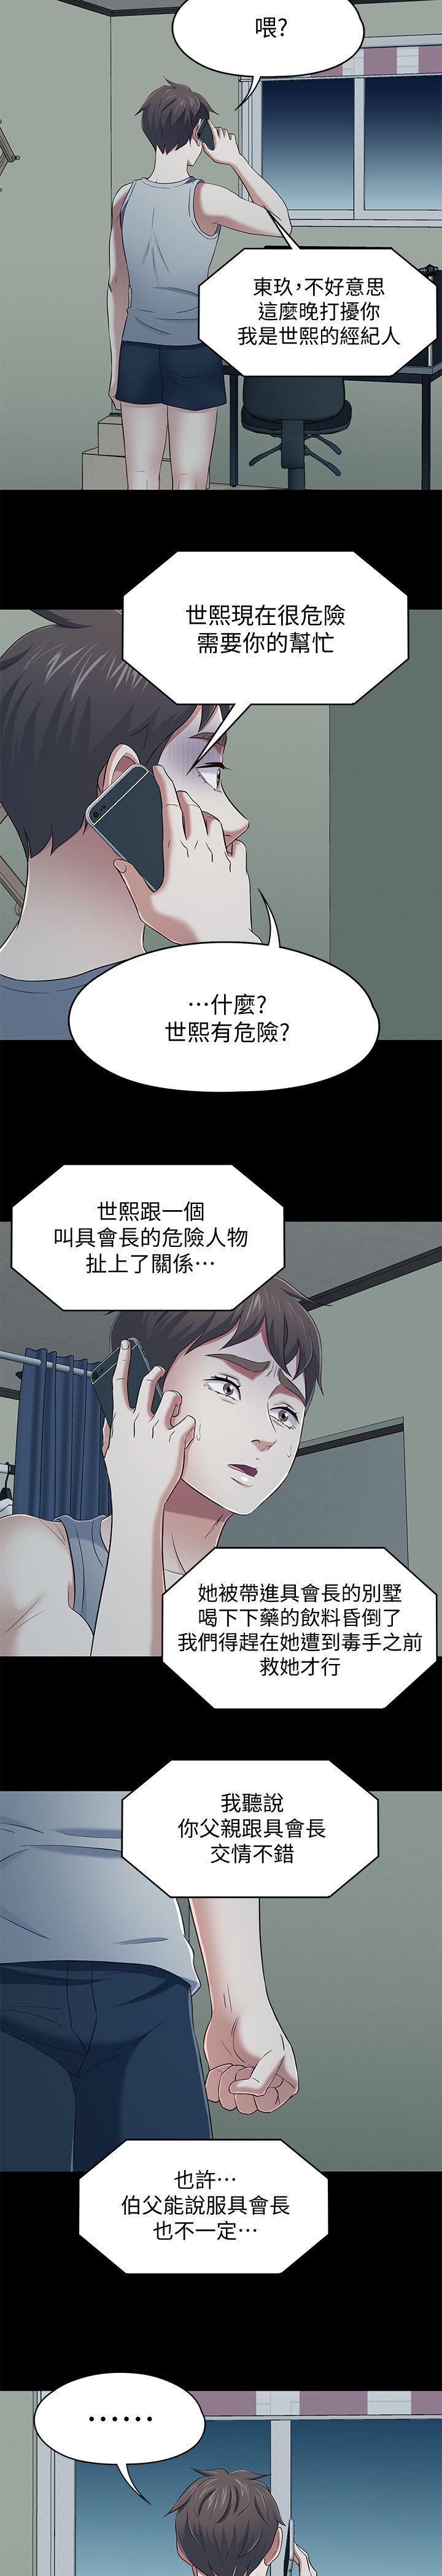 喂?
東玖,不好意思
這麼晚打擾你
我是世熙的經紀人
世熙現在很危險
需要你的幫忙
…什麼?
世熙有危險?
世熙跟一個
叫具會長的危險人物
扯上了關係…
她被帶進具會長的別墅
喝下下藥的飲料昏倒了
我們得趕在她遭到毒手之前
救她才行
我聽說
你父親跟具會長
交情不錯
也許…
伯父能說服具會長
也不一定…
……